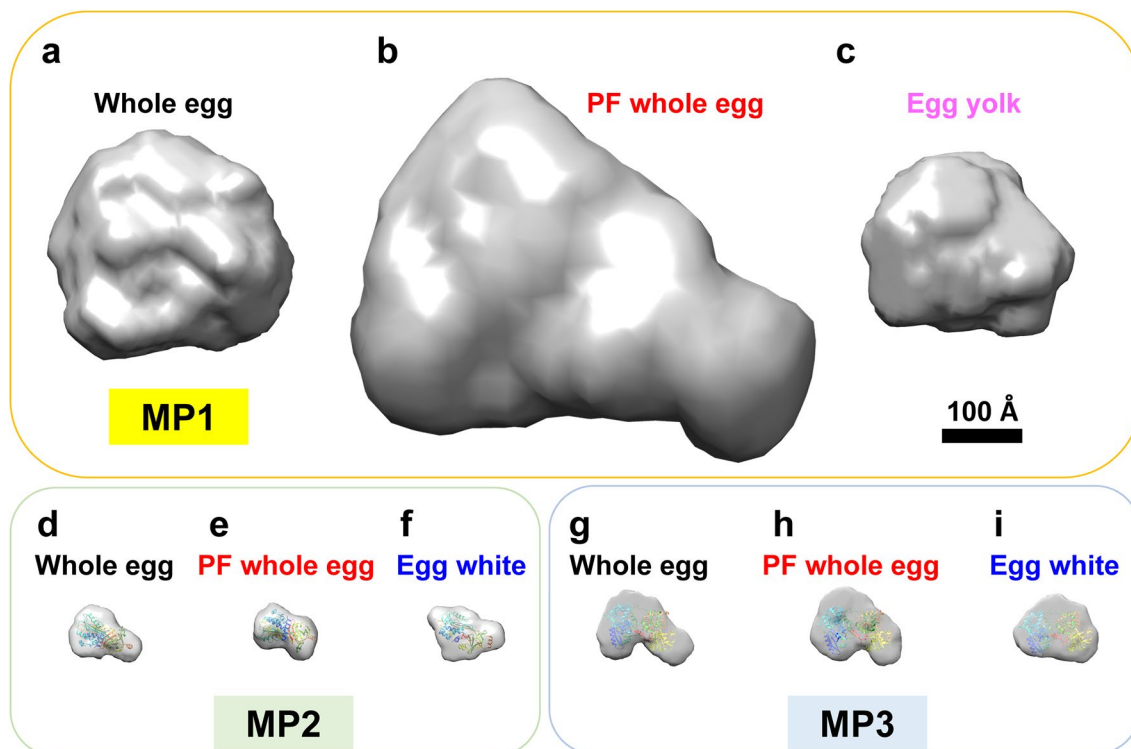 a
b
c
Whole egg
PF whole egg
Egg yolk
MP1
100 Å
d
e
f
Whole egg
PF whole egg
Egg white
MP2
g
h
i
Whole egg
PF whole egg
Egg white
MP3